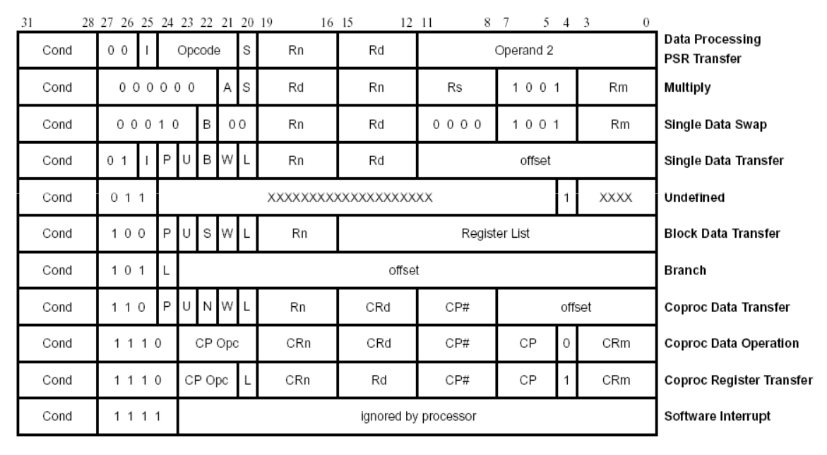 31 28 27 26 25 24 23 22 21 20 19 16 15 12 11 8 7 5 4 3 0
Cond 0 0 I Opcode S Rn Rd Operand 2 Data Processing
PSR Transfer
Cond 0 0 0 0 0 0 A S Rd Rn Rs 1 0 0 1 Rm Multiply
Cond 0 0 0 1 0 B 0 0 Rn Rd 0 0 0 0 1 0 0 1 Rm Single Data Swap
Cond 0 1 I P U B W L Rn Rd offset Single Data Transfer
Cond 0 1 1 XXXXXXXXXXXXXXXXXXXX 1 XXXX Undefined
Cond 1 0 0 P U S W L Rn Register List Block Data Transfer
Cond 1 0 1 L offset Branch
Cond 1 1 0 P U N W L Rn CRd CP# offset Coproc Data Transfer
Cond 1 1 1 0 CP Opc CRn CRd CP# CP 0 CRm Coproc Data Operation
Cond 1 1 1 0 CP Opc L CRn Rd CP# CP 1 CRm Coproc Register Transfer
Cond 1 1 1 1 ignored by processor Software Interrupt